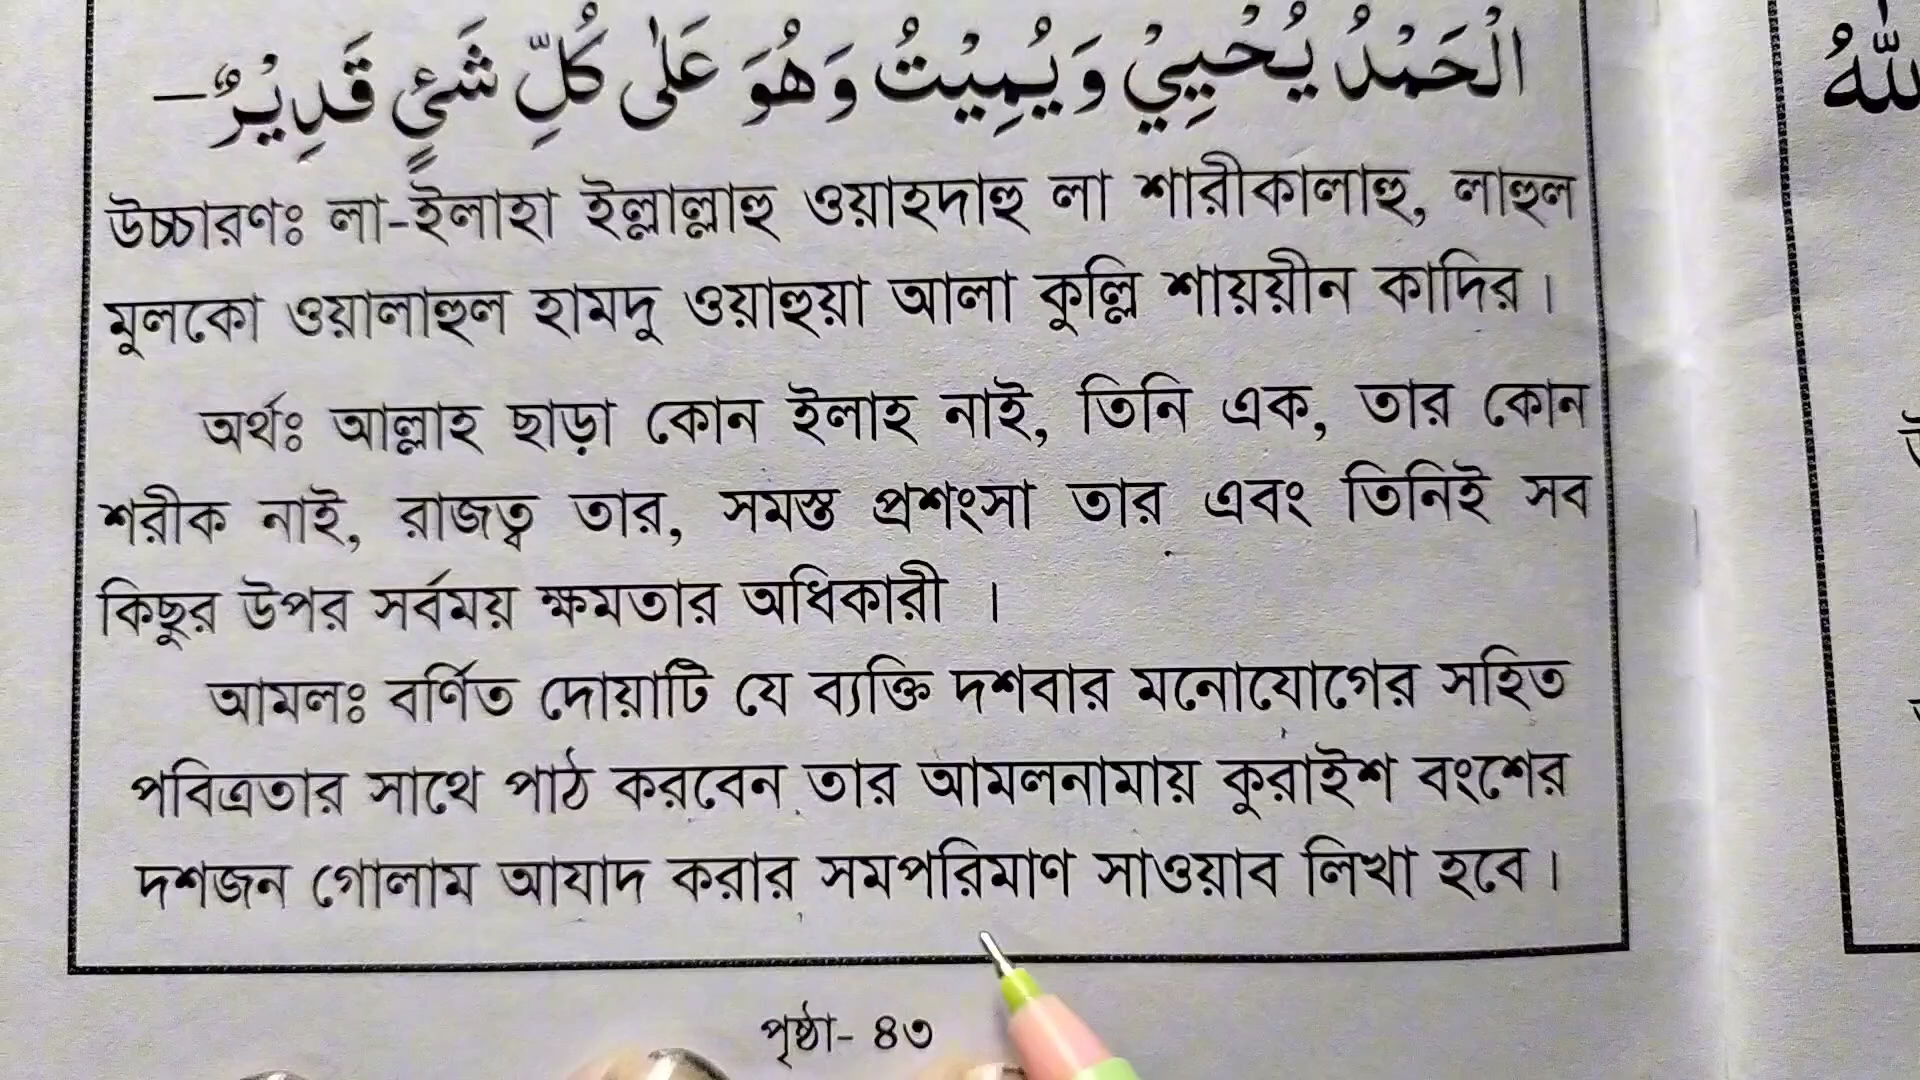 الْحَمْدُ يُحْيِيْ وَيُمِيْتُ وَهُوَ عَلٰى كُلِّ شَئٍ قَدِيْرٌ–
উচ্চারণঃ লা-ইলাহা ইল্লাল্লাহু ওয়াহদাহু লা শারীকালাহু, লাহুল
মুলকো ওয়ালাহুল হামদু ওয়াহুয়া আলা কুল্লি শায়য়ীন কাদির।
অর্থঃ আল্লাহ ছাড়া কোন ইলাহ নাই, তিনি এক, তার কোন
শরীক নাই, রাজত্ব তার, সমস্ত প্রশংসা তার এবং তিনিই সব
কিছুর উপর সর্বময় ক্ষমতার অধিকারী ।
আমলঃ বর্ণিত দোয়াটি যে ব্যক্তি দশবার মনোযোগের সহিত
পবিত্রতার সাথে পাঠ করবেন তার আমলনামায় কুরাইশ বংশের
দশজন গোলাম আযাদ করার সমপরিমাণ সাওয়াব লিখা হবে।
পৃষ্ঠা- ৪৩